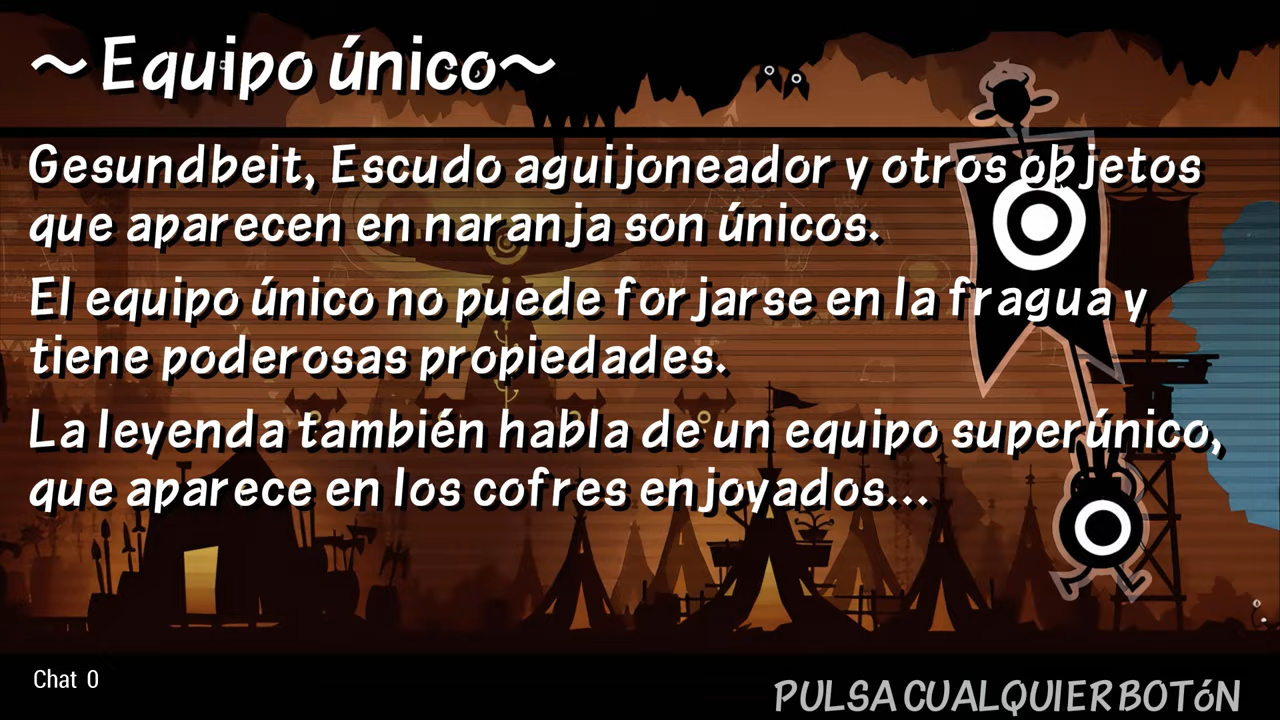 ~Equipo único~
Gesundbeit, Escudo aguijoneador y otros objetos
que aparecen en naranja son únicos.
El equipo único no puede forjarse en la fragua y
tiene poderosas propiedades.
La leyenda también habla de un equipo superúnico,
que aparece en los cofres enjoyados...
Chat 0
PULSA CUALQUIER BOTóN